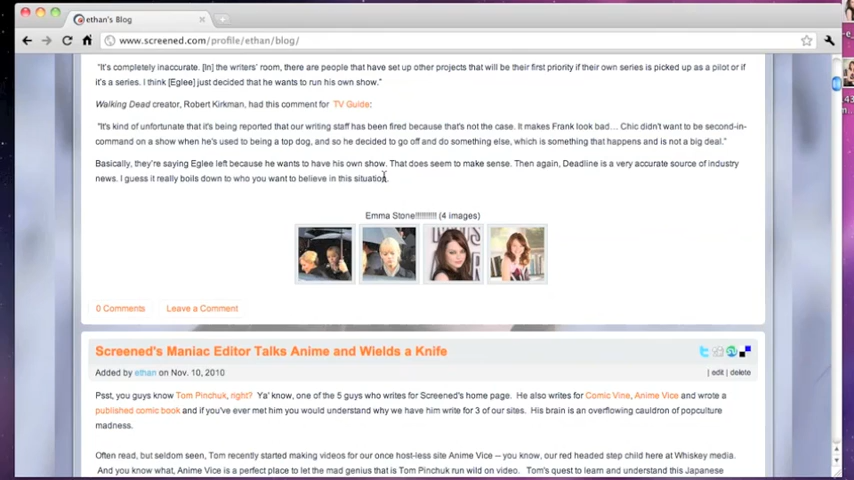 ethan's Blog
www.screened.com/profile/ethan/blog/
"It's completely inaccurate. [In] the writers' room, there are people that have set up other projects that will be their first priority if their own series is picked up as a pilot or if
it's a series. I think [Eglee] just decided that he wants to run his own show."
Walking Dead creator, Robert Kirkman, had this comment for TV Guide:
"It's kind of unfortunate that it's being reported that our writing staff has been fired because that's not the case. It makes Frank look bad… Chic didn't want to be second-in-
command on a show when he's used to being a top dog, and so he decided to go off and do something else, which is something that happens and is not a big deal."
Basically, they're saying Eglee left because he wants to have his own show. That does seem to make sense. Then again, Deadline is a very accurate source of industry
news. I guess it really boils down to who you want to believe in this situation.
Emma Stone!!!!!!!!!! (4 images)
0 Comments Leave a Comment
Screened's Maniac Editor Talks Anime and Wields a Knife
Added by ethan on Nov. 10, 2010 | edit | delete
Psst, you guys know Tom Pinchuk, right? Ya' know, one of the 5 guys who writes for Screened's home page. He also writes for Comic Vine, Anime Vice and wrote a
published comic book and if you've ever met him you would understand why we have him write for 3 of our sites. His brain is an overflowing cauldron of popculture
madness.
Often read, but seldom seen, Tom recently started making videos for our once host-less site Anime Vice -- you know, our red headed step child here at Whiskey media.
And you know what, Anime Vice is a perfect place to let the mad genius that is Tom Pinchuk run wild on video. Tom's quest to learn and understand this Japanese